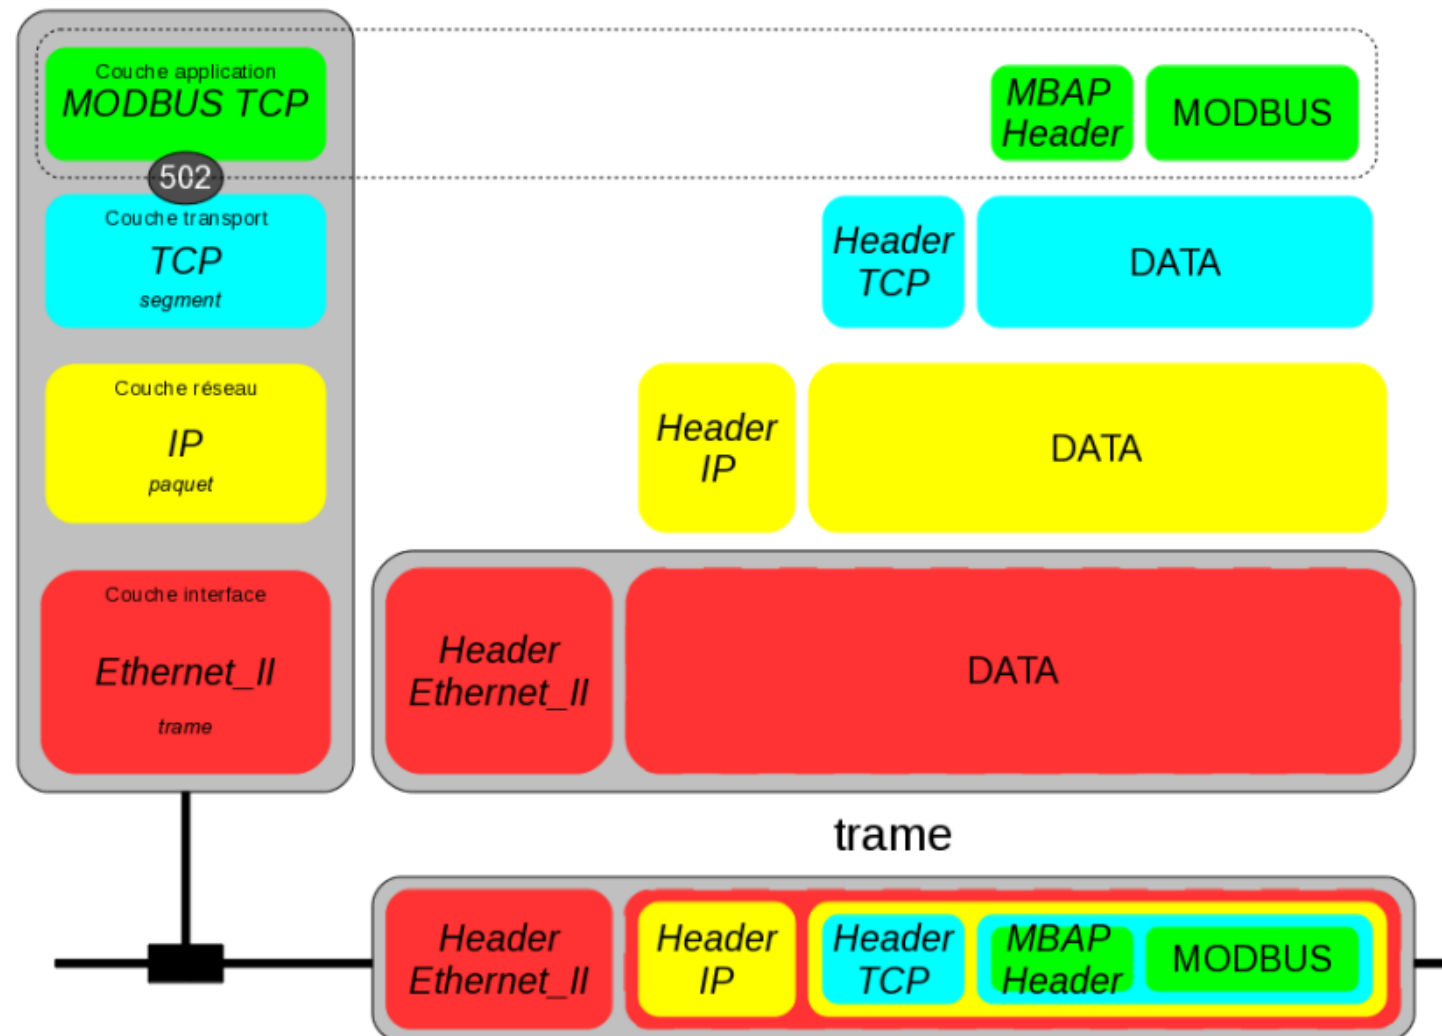 Couche application
MODBUS TCP
MBAP
Header
MODBUS
502
Couche transport
TCP
segment
Header
TCP
DATA
Couche réseau
IP
paquet
Header
IP
DATA
Couche interface
Ethernet_II
trame
Header
Ethernet_II
DATA
trame
Header
Ethernet_II
Header
IP
Header
TCP
MBAP
Header
MODBUS